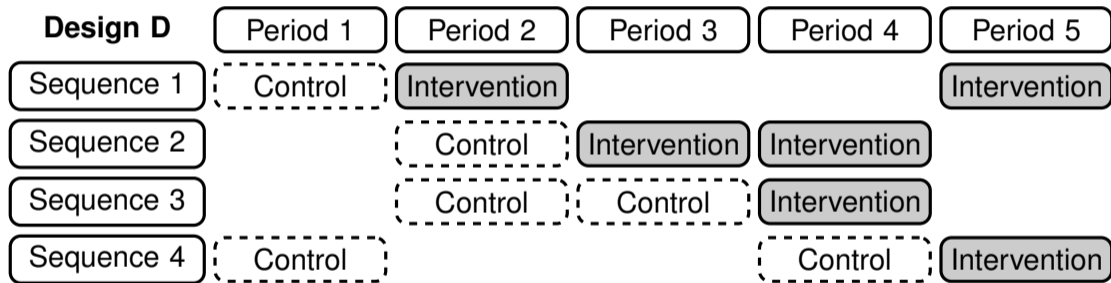 Design D Period 1 Period 2 Period 3 Period 4 Period 5
Sequence 1 Control Intervention Intervention
Sequence 2 Control Intervention Intervention
Sequence 3 Control Control Intervention
Sequence 4 Control Control Intervention